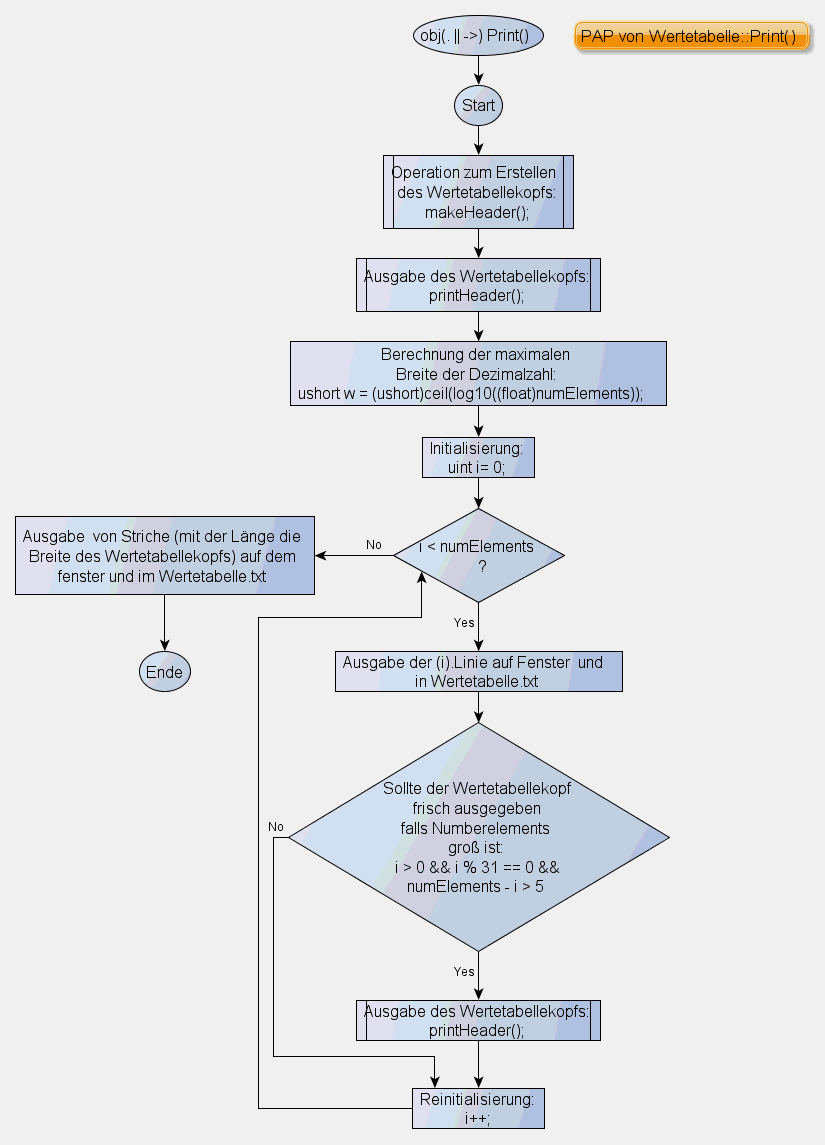 obj(. || ->) Print()
PAP von Wertetabelle::Print()
Start
Operation zum Erstellen
des Wertetabellekopfs:
makeHeader();
Ausgabe des Wertetabellekopfs:
printHeader();
Berechnung der maximalen
Breite der Dezimalzahl:
ushort w = (ushort)ceil(log10((float)numElements));
Initialisierung:
uint i= 0;
i < numElements
?
No
Ausgabe von Striche (mit der Länge die
Breite des Wertetabellekopfs) auf dem
fenster und im Wertetabelle.txt
Ende
Yes
Ausgabe der (i).Linie auf Fenster und
in Wertetabelle.txt
Sollte der Wertetabellekopf
frisch ausgegeben
falls Numberelements
groß ist:
i > 0 && i % 31 == 0 &&
numElements - i > 5
No
Yes
Ausgabe des Wertetabellekopfs:
printHeader();
Reinitialisierung:
i++;